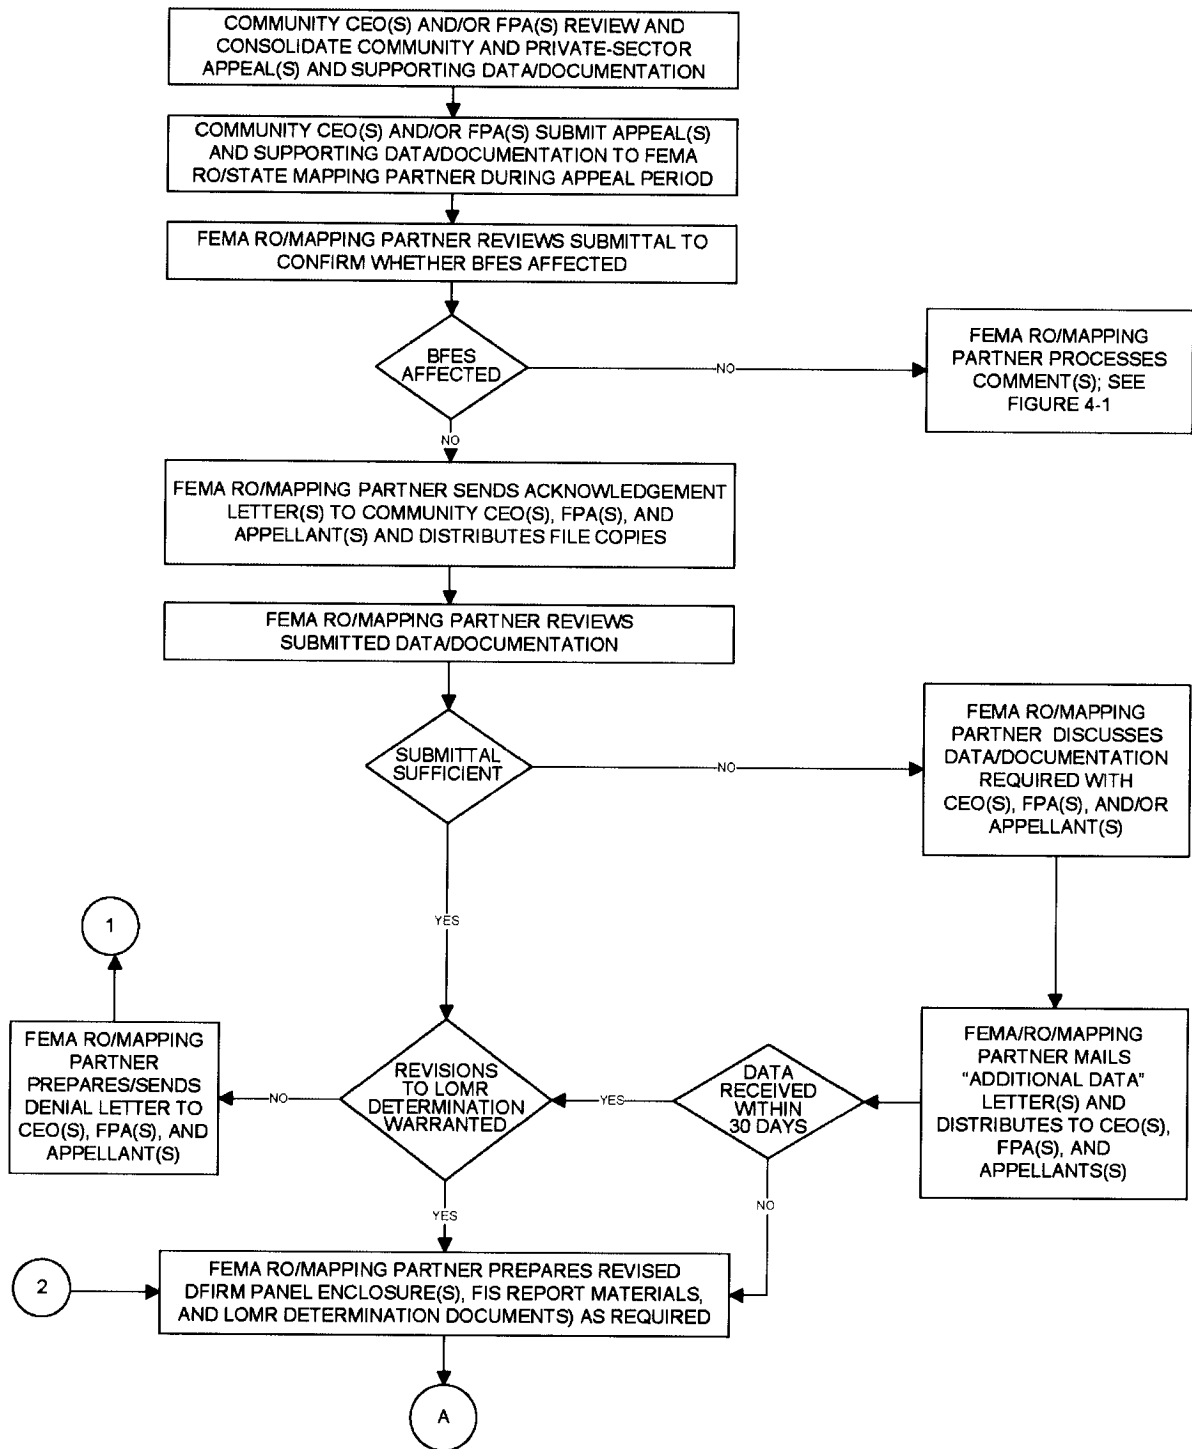 COMMUNITY CEO(S) AND/OR FPA(S) REVIEW AND
CONSOLIDATE COMMUNITY AND PRIVATE-SECTOR
APPEAL(S) AND SUPPORTING DATA/DOCUMENTATION
COMMUNITY CEO(S) AND/OR FPA(S) SUBMIT APPEAL(S)
AND SUPPORTING DATA/DOCUMENTATION TO FEMA
RO/STATE MAPPING PARTNER DURING APPEAL PERIOD
FEMA RO/MAPPING PARTNER REVIEWS SUBMITTAL TO
CONFIRM WHETHER BFES AFFECTED
BFES
AFFECTED
NO
FEMA RO/MAPPING
PARTNER PROCESSES
COMMENT(S); SEE
FIGURE 4-1
NO
FEMA RO/MAPPING PARTNER SENDS ACKNOWLEDGEMENT
LETTER(S) TO COMMUNITY CEO(S), FPA(S), AND
APPELLANT(S) AND DISTRIBUTES FILE COPIES
FEMA RO/MAPPING PARTNER REVIEWS
SUBMITTED DATA/DOCUMENTATION
SUBMITTAL
SUFFICIENT
NO
FEMA RO/MAPPING
PARTNER DISCUSSES
DATA/DOCUMENTATION
REQUIRED WITH
CEO(S), FPA(S), AND/OR
APPELLANT(S)
YES
1
FEMA RO/MAPPING
PARTNER
PREPARES/SENDS
DENIAL LETTER TO
CEO(S), FPA(S), AND
APPELLANT(S)
NO
REVISIONS
TO LOMR
DETERMINATION
WARRANTED
YES
DATA
RECEIVED
WITHIN
30 DAYS
FEMA/RO/MAPPING
PARTNER MAILS
"ADDITIONAL DATA"
LETTER(S) AND
DISTRIBUTES TO CEO(S),
FPA(S), AND
APPELLANTS(S)
YES
NO
2
FEMA RO/MAPPING PARTNER PREPARES REVISED
DFIRM PANEL ENCLOSURE(S), FIS REPORT MATERIALS,
AND LOMR DETERMINATION DOCUMENTS) AS REQUIRED
A